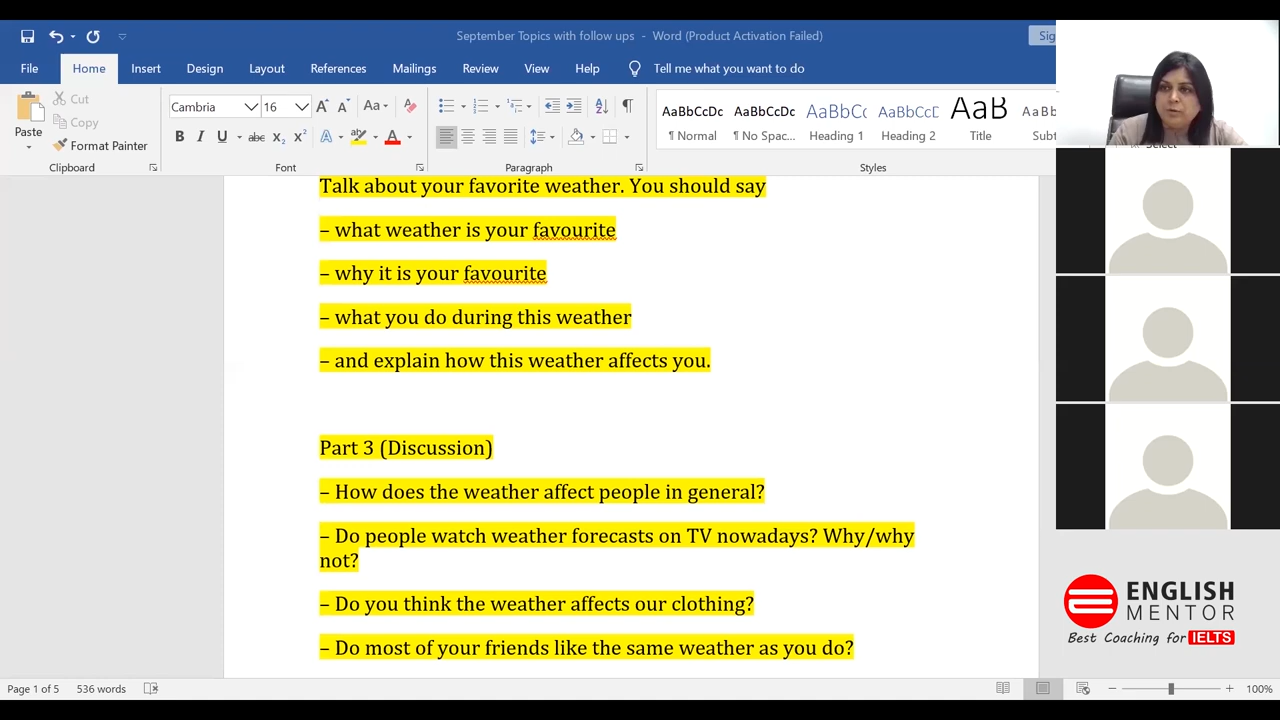 September Topics with follow ups - Word (Product Activation Failed)
Sig
File Home Insert Design Layout References Mailings Review View Help Tell me what you want to do
Cut
Copy
Paste
Format Painter
Clipboard
Cambria 16
Font
Paragraph
AaBbCcDc AaBbCcDc AaBbCc AaBbCcD AaB AaBb
¶ Normal ¶ No Spac... Heading 1 Heading 2 Title Subt
Styles
Select
Talk about your favorite weather. You should say
– what weather is your favourite
– why it is your favourite
– what you do during this weather
– and explain how this weather affects you.
Part 3 (Discussion)
– How does the weather affect people in general?
– Do people watch weather forecasts on TV nowadays? Why/why
not?
– Do you think the weather affects our clothing?
– Do most of your friends like the same weather as you do?
ENGLISH
MENTOR
Best Coaching for IELTS
Page 1 of 5 536 words
100%